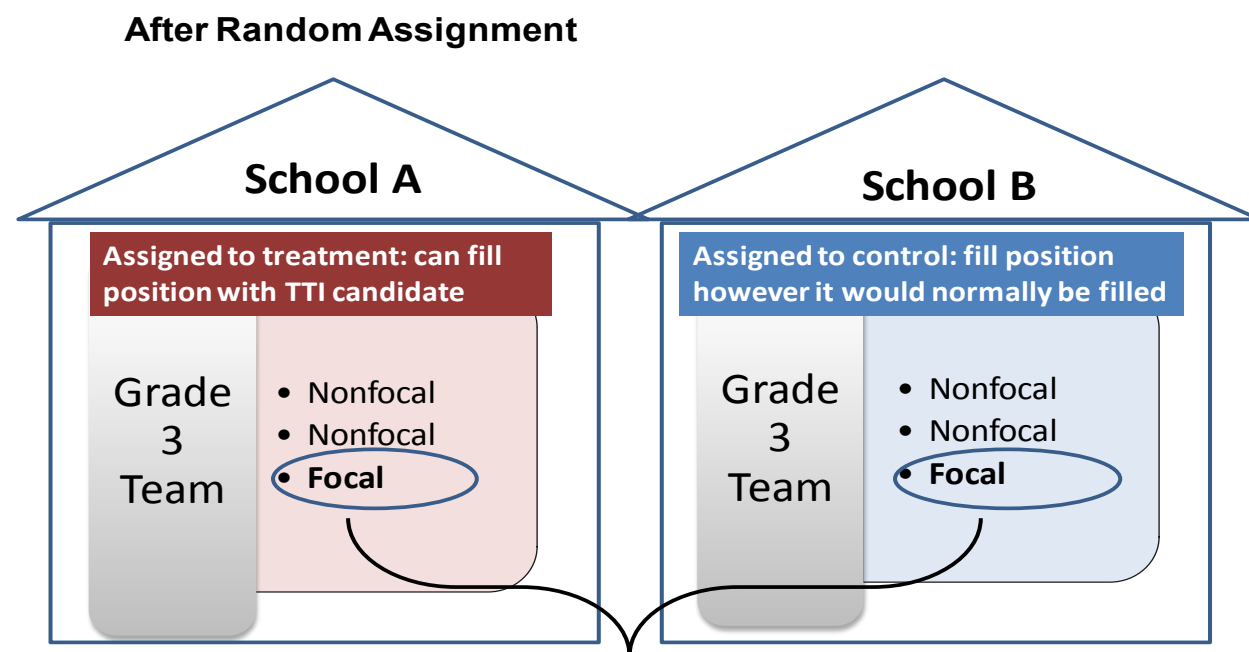 After Random Assignment
School A
Assigned to treatment: can fill
position with TTI candidate
Grade
3
Team
• Nonfocal
• Nonfocal
• Focal
School B
Assigned to control: fill position
however it would normally be filled
Grade
3
Team
• Nonfocal
• Nonfocal
• Focal